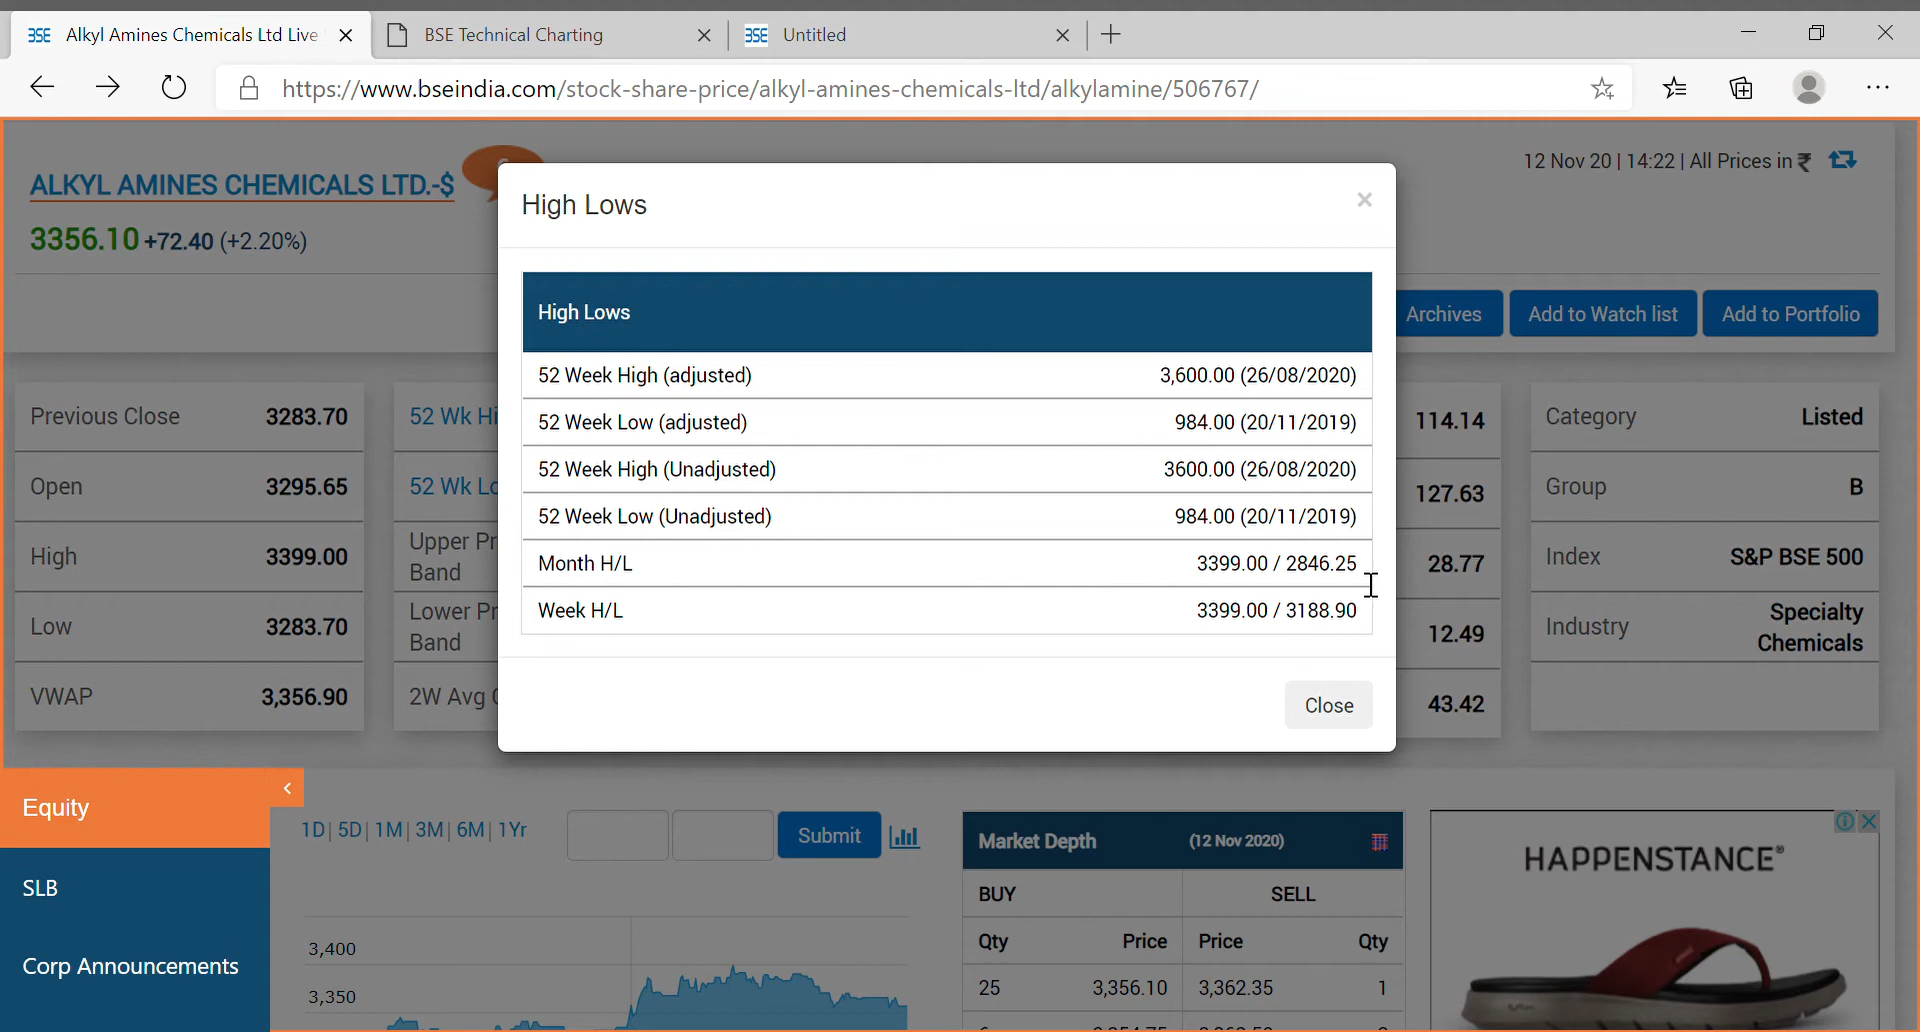 Alkyl Amines Chemicals Ltd Live
BSE Technical Charting
Untitled
https://www.bseindia.com/stock-share-price/alkyl-amines-chemicals-ltd/alkylamine/506767/
ALKYL AMINES CHEMICALS LTD.-$
3356.10 +72.40 (+2.20%)
12 Nov 20 | 14:22 | All Prices in ₹
Archives
Add to Watch list
Add to Portfolio
High Lows
×
High Lows
52 Week High (adjusted) 3,600.00 (26/08/2020)
52 Week Low (adjusted) 984.00 (20/11/2019)
52 Week High (Unadjusted) 3600.00 (26/08/2020)
52 Week Low (Unadjusted) 984.00 (20/11/2019)
Month H/L 3399.00 / 2846.25
Week H/L 3399.00 / 3188.90
Close
Previous Close 3283.70
Open 3295.65
High 3399.00
Low 3283.70
VWAP 3,356.90
52 Wk Hi
52 Wk Lo
Upper Pr
Band
Lower Pr
Band
2W Avg
114.14
127.63
28.77
12.49
43.42
Category Listed
Group B
Index S&P BSE 500
Industry Specialty
Chemicals
Equity
SLB
Corp Announcements
1D| 5D| 1M| 3M| 6M| 1Yr
Submit
3,400
3,350
Market Depth (12 Nov 2020)
BUY SELL
Qty Price Price Qty
25 3,356.10 3,362.35 1
HAPPENSTANCE®